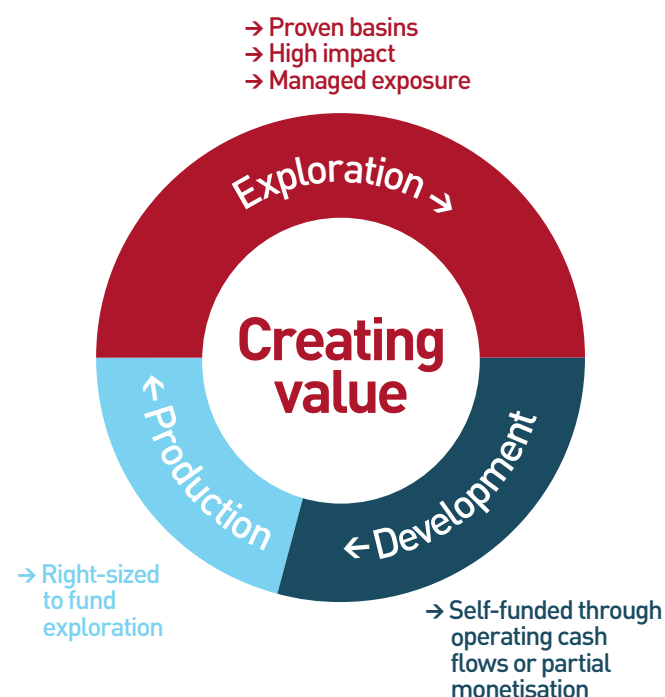 → Proven basins
→ High impact
→ Managed exposure
Exploration →
Creating
value
← Development
← Production
→ Right-sized
to fund
exploration
→ Self-funded through
operating cash
flows or partial
monetisation